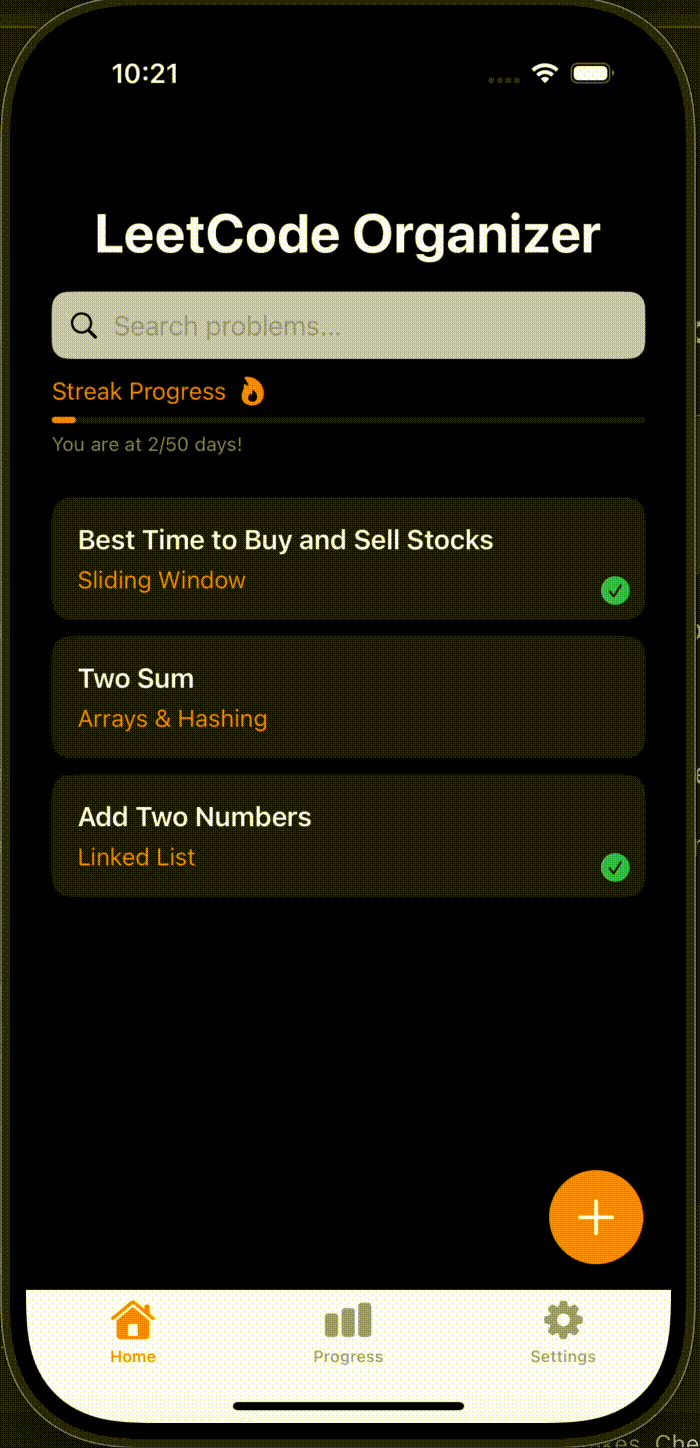 10:21
LeetCode Organizer
Search problems...
Streak Progress
You are at 2/50 days!
Best Time to Buy and Sell Stocks
Sliding Window
Two Sum
Arrays & Hashing
Add Two Numbers
Linked List
Home Progress Settings